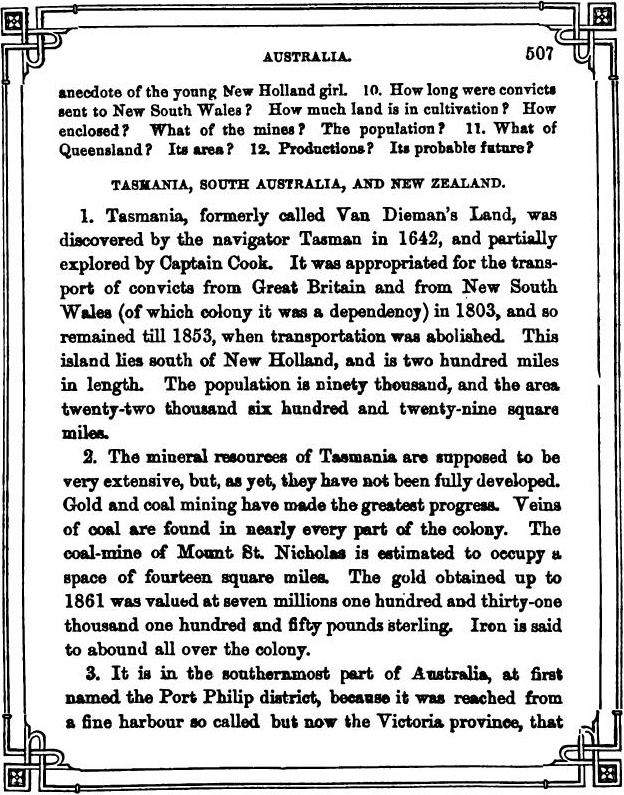 AUSTRALIA. 507
anecdote of the young New Holland girl. 10. How long were convicts
sent to New South Wales? How much land is in cultivation? How
enclosed? What of the mines? The population? 11. What of
Queensland? Its area? 12. Productions? Its probable future?
TASMANIA, SOUTH AUSTRALIA, AND NEW ZEALAND.
1. Tasmania, formerly called Van Dieman's Land, was
discovered by the navigator Tasman in 1642, and partially
explored by Captain Cook. It was appropriated for the trans-
port of convicts from Great Britain and from New South
Wales (of which colony it was a dependency) in 1803, and so
remained till 1853, when transportation was abolished. This
island lies south of New Holland, and is two hundred miles
in length. The population is ninety thousand, and the area
twenty-two thousand six hundred and twenty-nine square
miles.
2. The mineral resources of Tasmania are supposed to be
very extensive, but, as yet, they have not been fully developed.
Gold and coal mining have made the greatest progress. Veins
of coal are found in nearly every part of the colony. The
coal-mine of Mount St. Nicholas is estimated to occupy a
space of fourteen square miles. The gold obtained up to
1861 was valued at seven millions one hundred and thirty-one
thousand one hundred and fifty pounds sterling. Iron is said
to abound all over the colony.
3. It is in the southernmost part of Australia, at first
named the Port Philip district, because it was reached from
a fine harbour so called but now the Victoria province, that